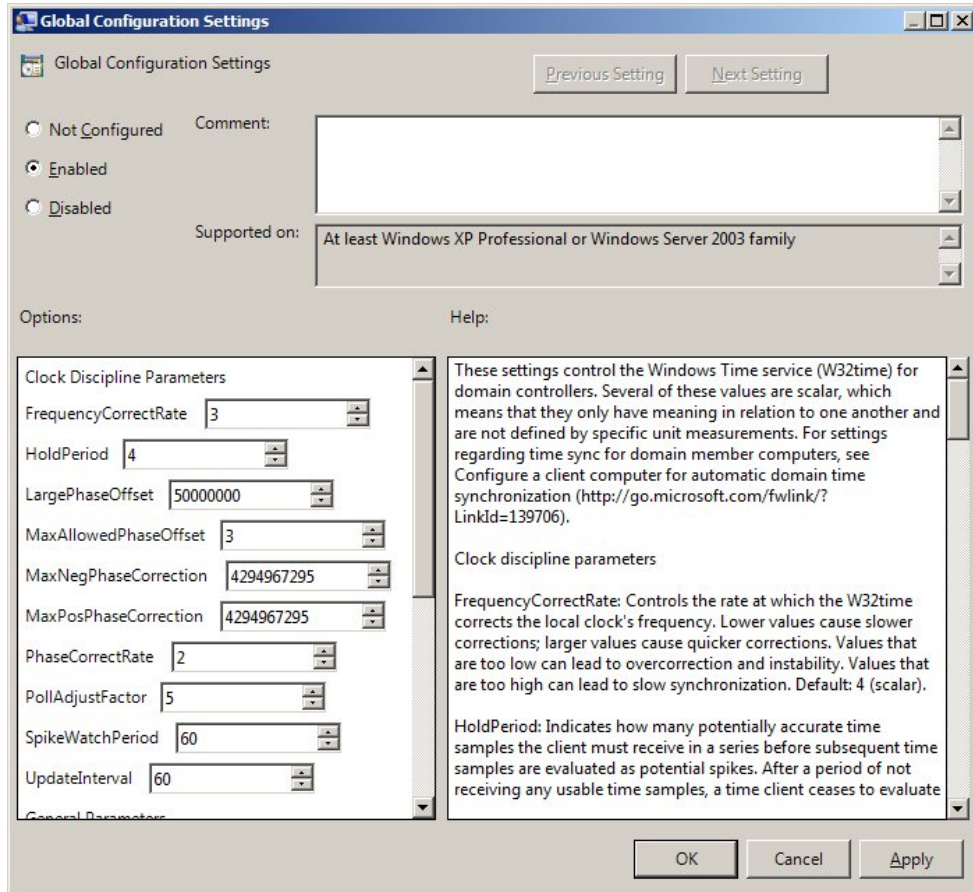 Global Configuration Settings
Global Configuration Settings
Previous Setting
Next Setting
Not Configured
Comment:
Enabled
Disabled
Supported on:
At least Windows XP Professional or Windows Server 2003 family
Options:
Help:
Clock Discipline Parameters
FrequencyCorrectRate 3
HoldPeriod 4
LargePhaseOffset 50000000
MaxAllowedPhaseOffset 3
MaxNegPhaseCorrection 4294967295
MaxPosPhaseCorrection 4294967295
PhaseCorrectRate 2
PollAdjustFactor 5
SpikeWatchPeriod 60
UpdateInterval 60
General Parameters
These settings control the Windows Time service (W32time) for
domain controllers. Several of these values are scalar, which
means that they only have meaning in relation to one another and
are not defined by specific unit measurements. For settings
regarding time sync for domain member computers, see
Configure a client computer for automatic domain time
synchronization (http://go.microsoft.com/fwlink/?
LinkId=139706).
Clock discipline parameters
FrequencyCorrectRate: Controls the rate at which the W32time
corrects the local clock's frequency. Lower values cause slower
corrections; larger values cause quicker corrections. Values that
are too low can lead to overcorrection and instability. Values that
are too high can lead to slow synchronization. Default: 4 (scalar).
HoldPeriod: Indicates how many potentially accurate time
samples the client must receive in a series before subsequent time
samples are evaluated as potential spikes. After a period of not
receiving any usable time samples, a time client ceases to evaluate
OK
Cancel
Apply